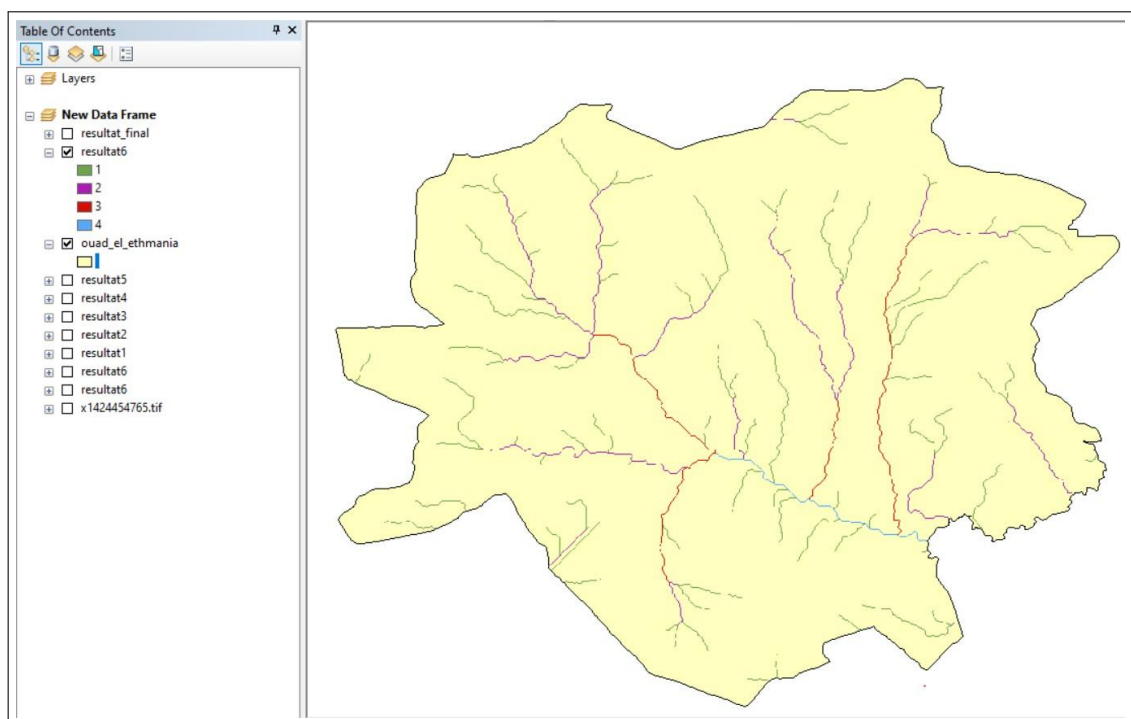 Table Of Contents
Layers
New Data Frame
resultat_final
resultat6
1
2
3
4
ouad_el_ethmania
resultat5
resultat4
resultat3
resultat2
resultat1
resultat6
resultat6
x1424454765.tif